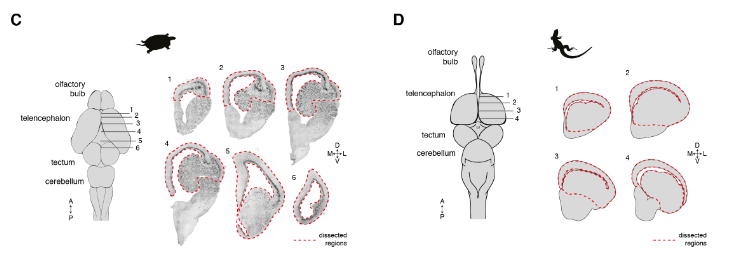 C
olfactory
bulb
telencephalon
1
2
3
4
5
6
tectum
cerebellum
A
P
1
2
3
4
5
6
D
M L
V
dissected
regions
D
olfactory
bulb
telencephalon
1
2
3
4
tectum
cerebellum
A
P
1
2
3
4
D
M L
V
dissected
regions